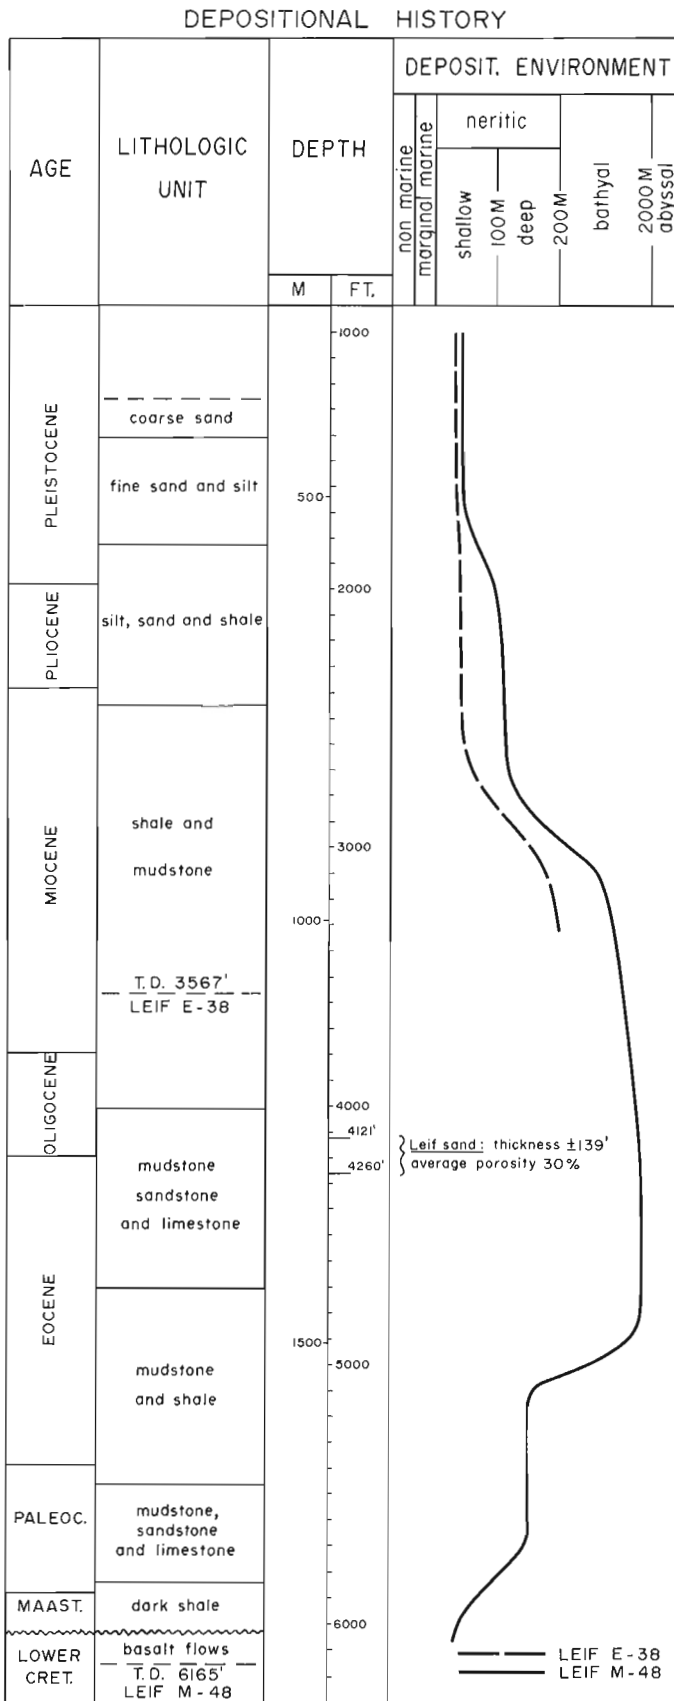 DEPOSITIONAL HISTORY
AGE
LITHOLOGIC
UNIT
DEPTH
M
FT.
DEPOSIT. ENVIRONMENT
non marine
marginal marine
neritic
shallow
100M
deep
200M
bathyal
2000M
abyssal
PLEISTOCENE
PLIOCENE
MIOCENE
OLIGOCENE
EOCENE
PALEOC.
MAAST.
LOWER
CRET.
coarse sand
fine sand and silt
silt, sand and shale
shale and
mudstone
T.D. 3567'
LEIF E-38
mudstone
sandstone
and limestone
mudstone
and shale
mudstone,
sandstone
and limestone
dark shale
basalt flows
T.D. 6165'
LEIF M-48
500
1000
1500
1000
2000
3000
4000
4121'
4260'
5000
6000
Leif sand: thickness ±139'
average porosity 30%
LEIF E-38
LEIF M-48